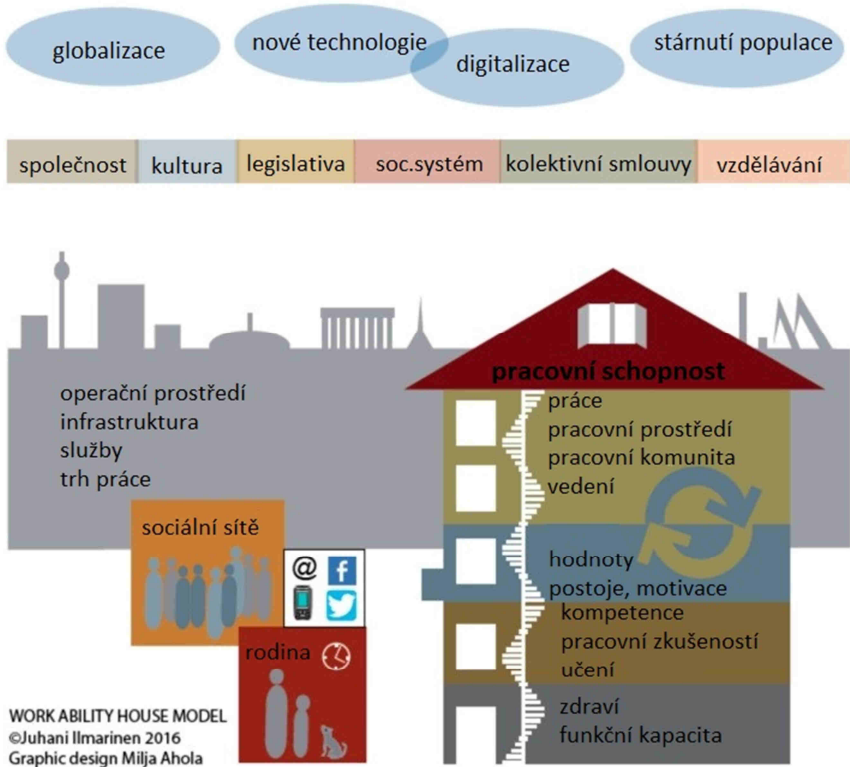 globalizace
nové technologie
digitalizace
stárnutí populace
společnost
kultura
legislativa
soc.systém
kolektivní smlouvy
vzdělávání
operační prostředí
infrastruktura
služby
trh práce
pracovní schopnost
práce
pracovní prostředí
pracovní komunita
vedení
hodnoty
postoje, motivace
kompetence
pracovní zkušeností
učení
zdraví
funkční kapacita
sociální sítě
@
f
rodina
WORK ABILITY HOUSE MODEL
©Juhani Ilmarinen 2016
Graphic design Milja Ahola